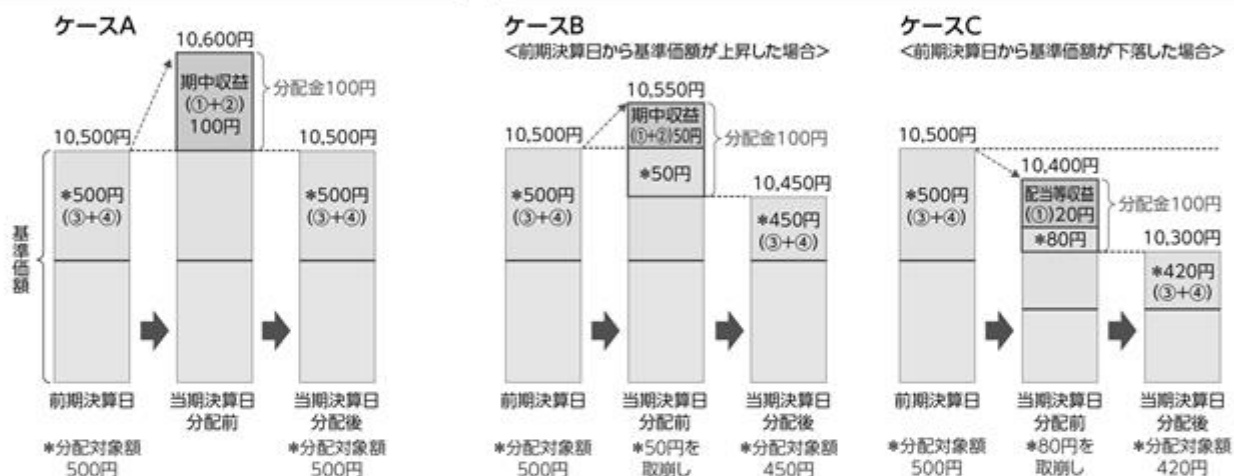 ケースA
10,600円
期中収益
(①+②)
100円
分配金100円
10,500円
10,500円
*500円
(③+④)
*500円
(③+④)
基準価額
前期決算日
当期決算日
分配前
当期決算日
分配後
*分配対象額
500円
*分配対象額
500円
ケースB
<前期決算日から基準価額が上昇した場合>
10,550円
期中収益
(①+②)50円
分配金100円
10,500円
*50円
10,450円
*500円
(③+④)
*450円
(③+④)
前期決算日
当期決算日
分配前
当期決算日
分配後
*分配対象額
500円
*50円を
取崩し
*分配対象額
450円
ケースC
<前期決算日から基準価額が下落した場合>
10,500円
10,400円
配当等収益
(①)20円
分配金100円
*80円
10,300円
*500円
(③+④)
*420円
(③+④)
前期決算日
当期決算日
分配前
当期決算日
分配後
*分配対象額
500円
*80円を
取崩し
*分配対象額
420円